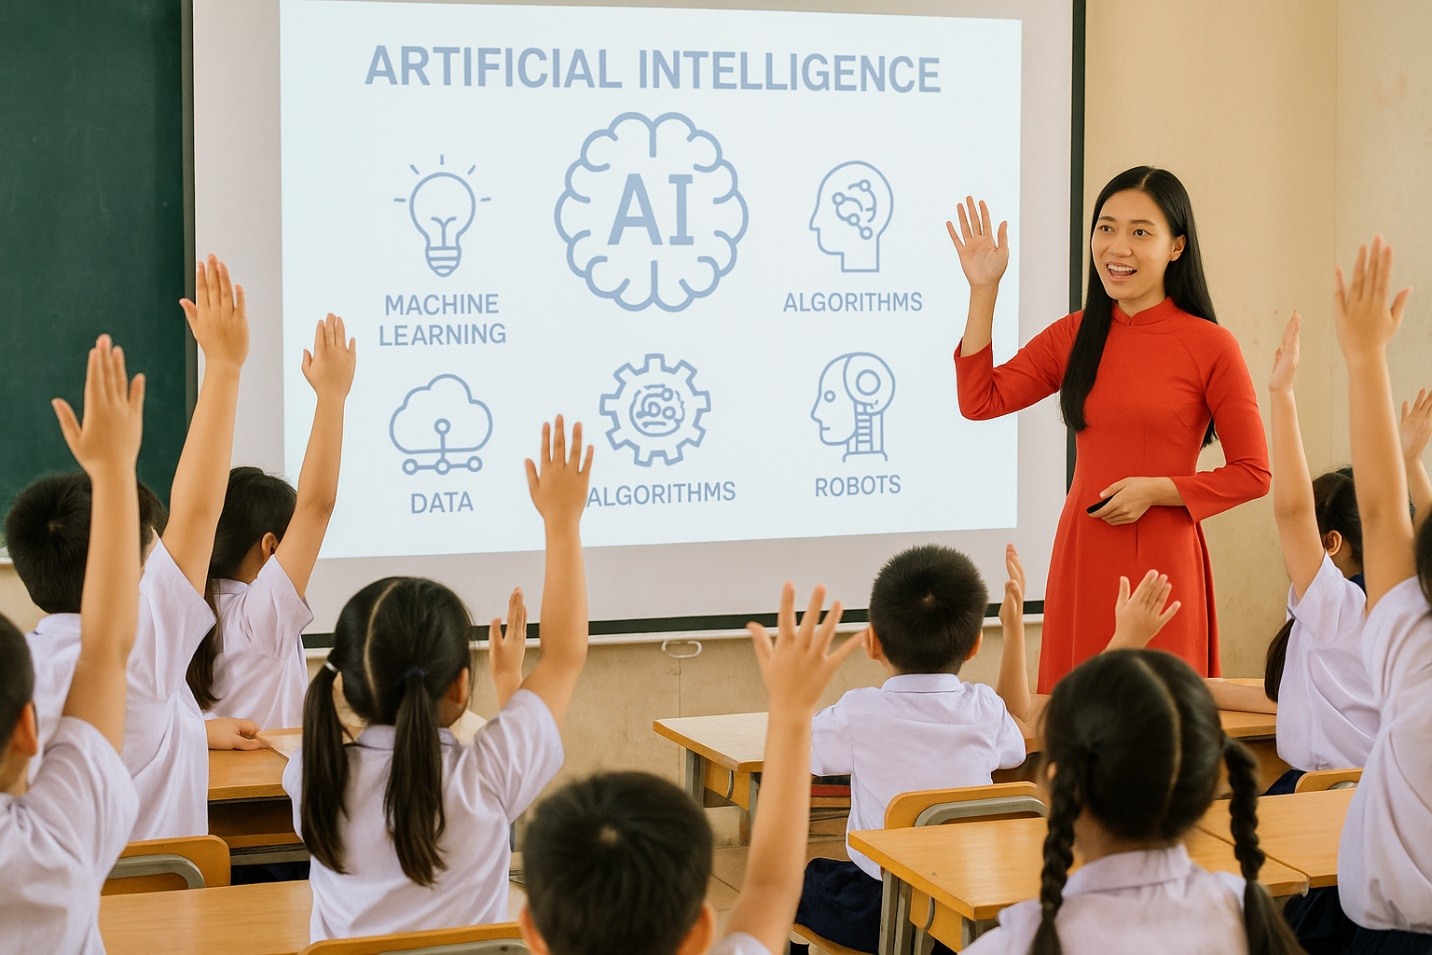 ARTIFICIAL INTELLIGENCE
AI
MACHINE
LEARNING
ALGORITHMS
DATA
ALGORITHMS
ROBOTS